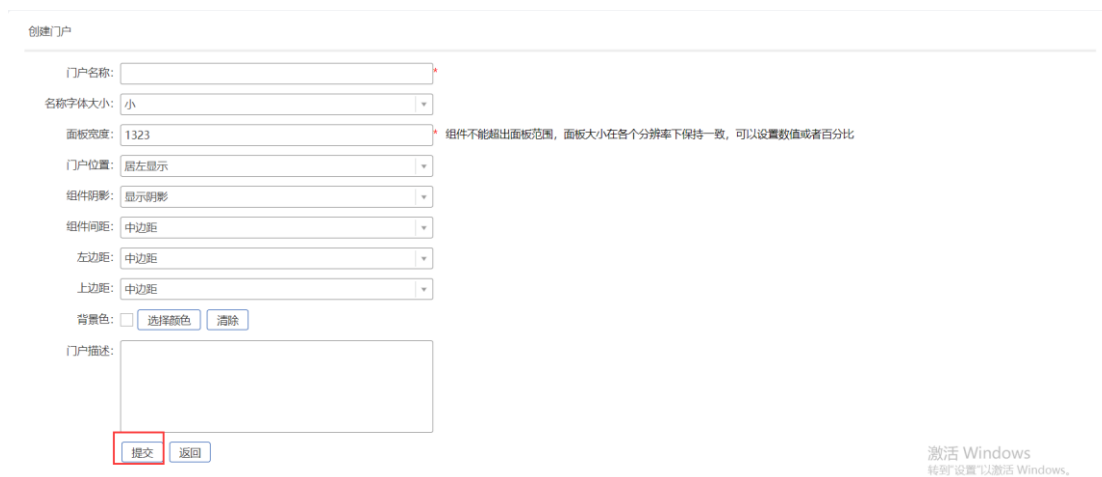 创建门户
门户名称: *
名称字体大小: 小
面板宽度: 1323 * 组件不能超出面板范围，面板大小在各个分辨率下保持一致，可以设置数值或者百分比
门户位置: 居左显示
组件阴影: 显示阴影
组件间距: 中边距
左边距: 中边距
上边距: 中边距
背景色: 选择颜色 清除
门户描述:
提交 返回
激活 Windows
转到"设置"以激活 Windows。